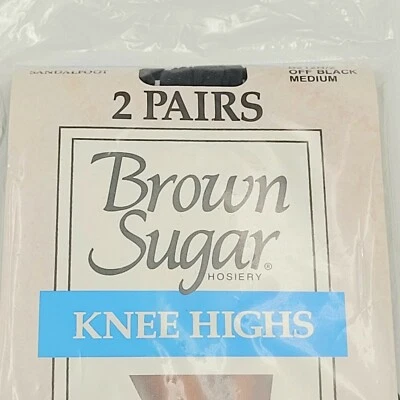 SANDALFOOT
OFF BLACK
MEDIUM
2 PAIRS
Brown
Sugar®
HOSIERY
KNEE HIGHS